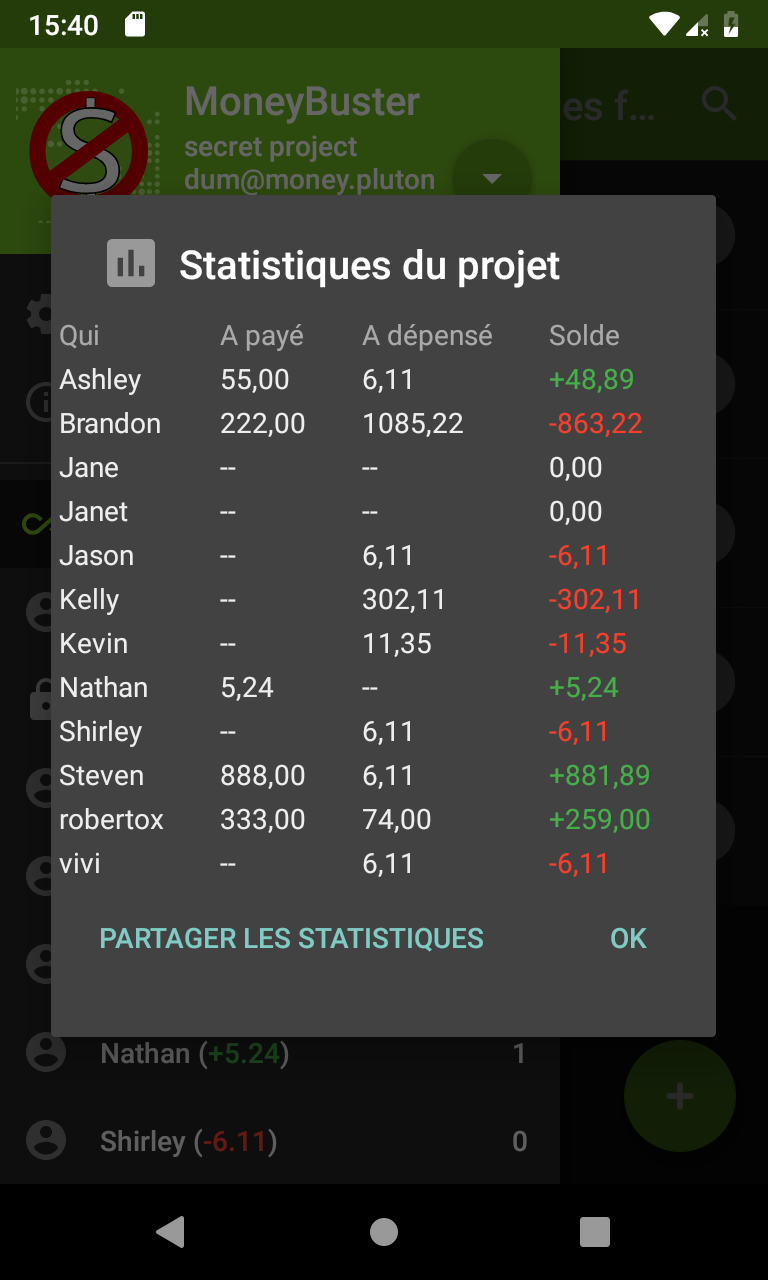 15:40
MoneyBuster
secret project
dum@money.pluton
es f...
Statistiques du projet
Qui A payé A dépensé Solde
Ashley 55,00 6,11 +48,89
Brandon 222,00 1085,22 -863,22
Jane -- -- 0,00
Janet -- -- 0,00
Jason -- 6,11 -6,11
Kelly -- 302,11 -302,11
Kevin -- 11,35 -11,35
Nathan 5,24 -- +5,24
Shirley -- 6,11 -6,11
Steven 888,00 6,11 +881,89
robertox 333,00 74,00 +259,00
vivi -- 6,11 -6,11
PARTAGER LES STATISTIQUES OK
Nathan (+5.24) 1
Shirley (-6.11) 0